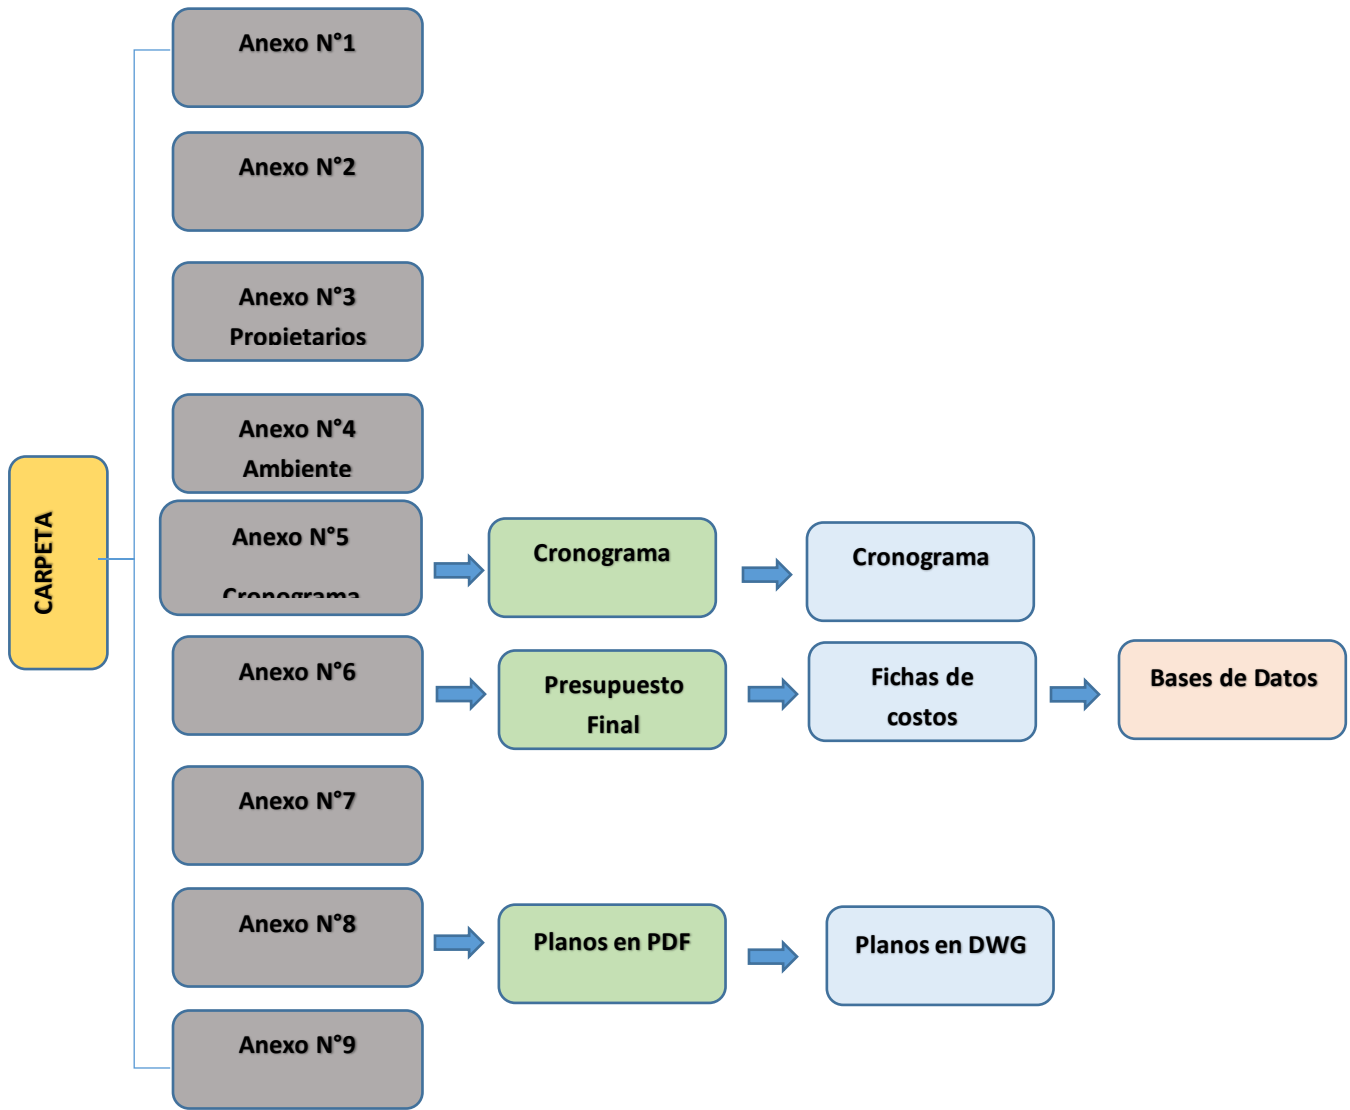 CARPETA
Anexo N°1
Anexo N°2
Anexo N°3
Propietarios
Anexo N°4
Ambiente
Anexo N°5
Cronograma
Cronograma
Cronograma
Anexo N°6
Presupuesto
Final
Fichas de
costos
Bases de Datos
Anexo N°7
Anexo N°8
Planos en PDF
Planos en DWG
Anexo N°9